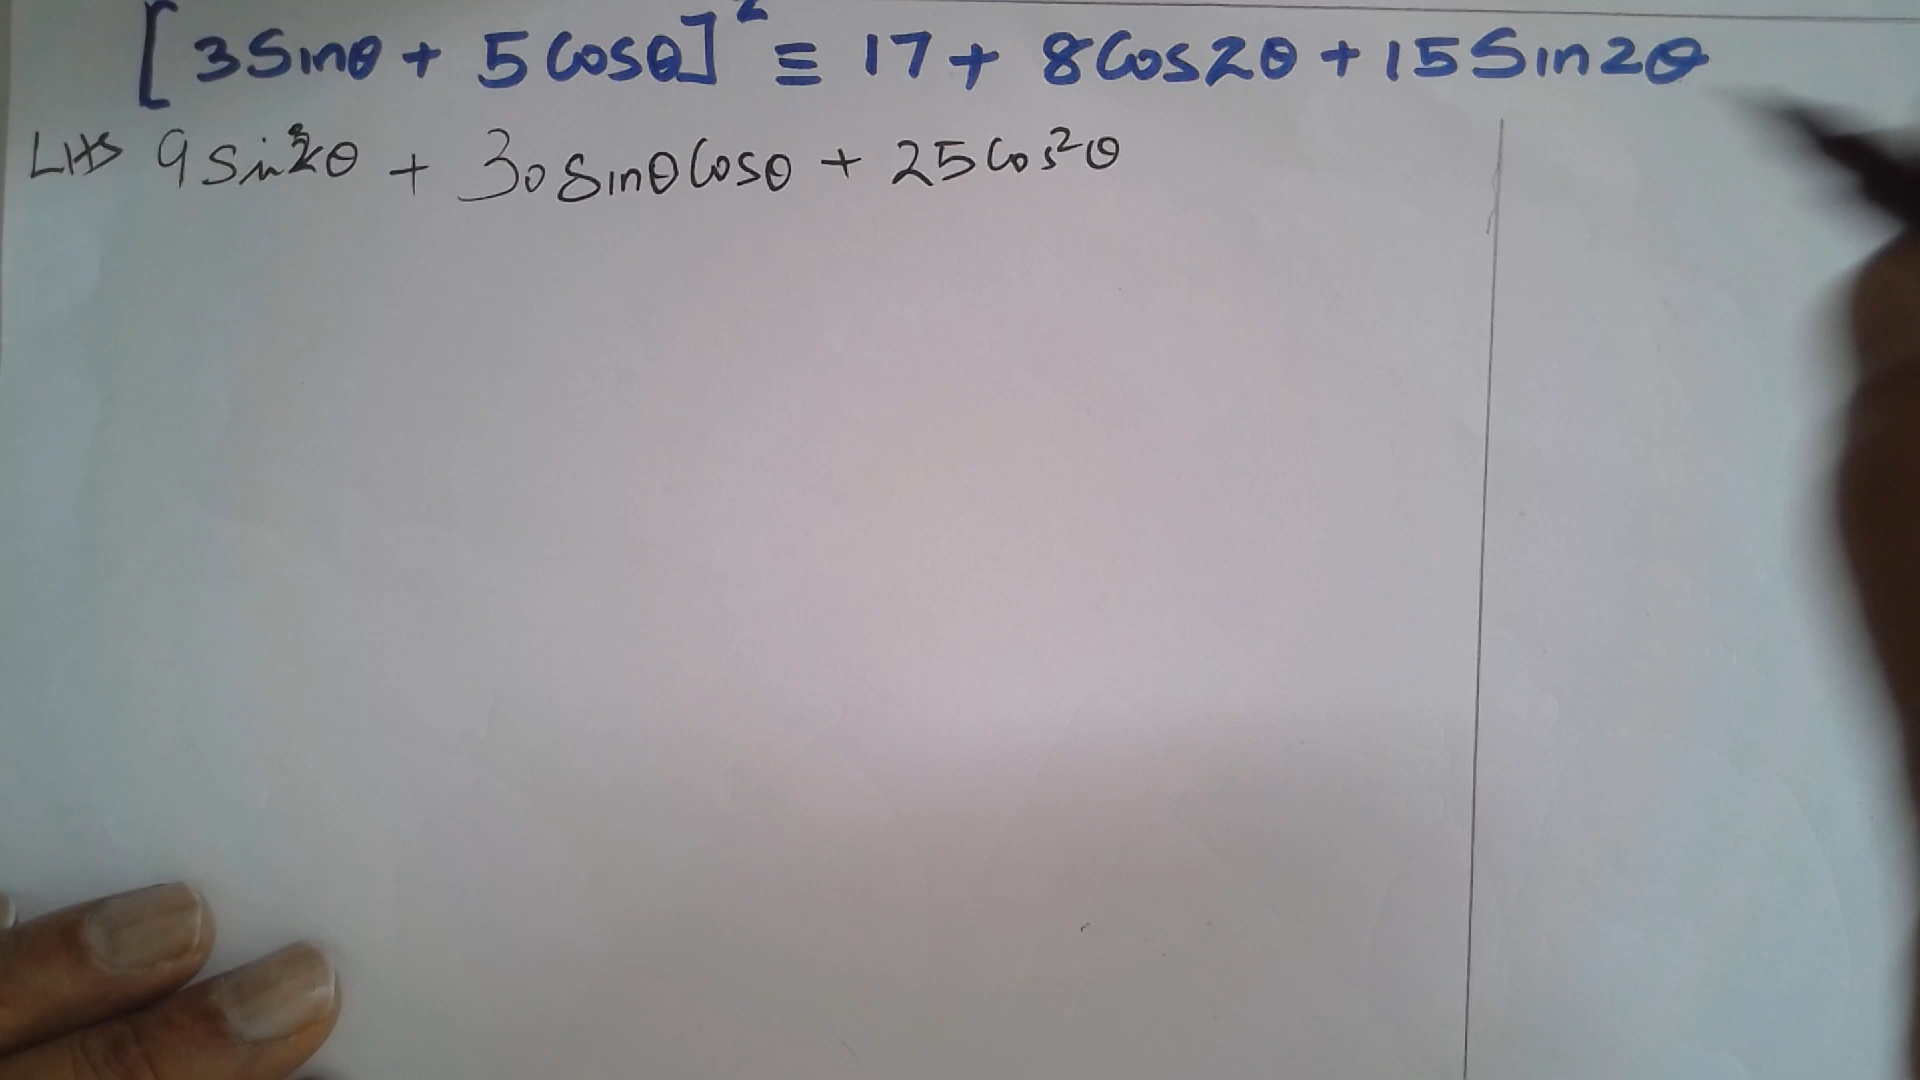 [3Sinθ + 5Cosθ]² ≡ 17 + 8Cos2θ + 15Sin2θ
LHS 9Sin²θ + 30SinθCosθ + 25Cos²θ